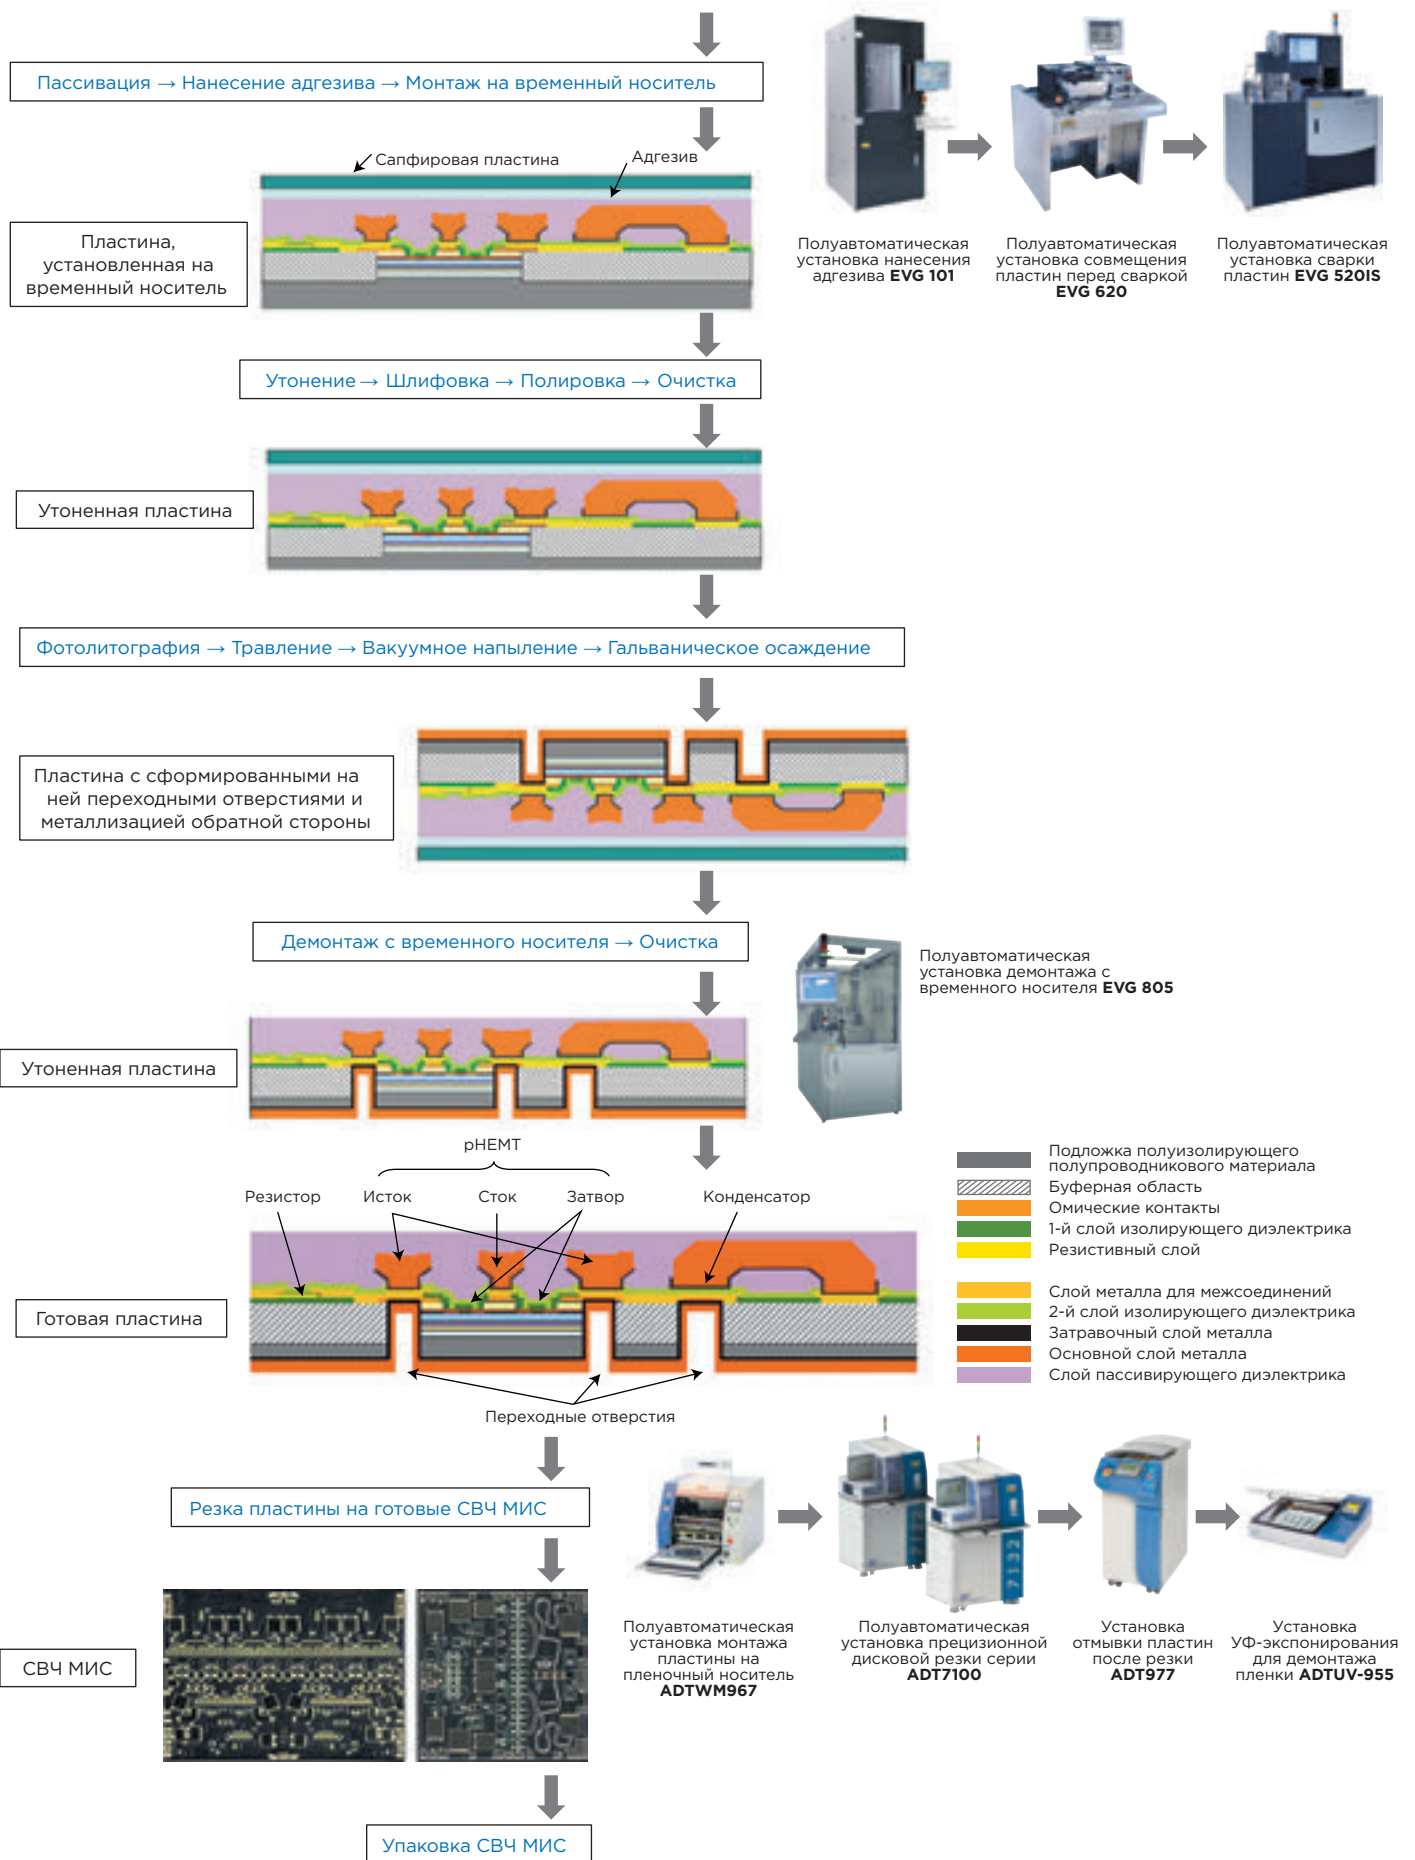 Пассивация → Нанесение адгезива → Монтаж на временный носитель
Сапфировая пластина
Адгезив
Пластина,
установленная на
временный носитель
Полуавтоматическая
установка нанесения
адгезива EVG 101
Полуавтоматическая
установка совмещения
пластин перед сваркой
EVG 620
Полуавтоматическая
установка сварки
пластин EVG 520IS
Утонение → Шлифовка → Полировка → Очистка
Утоненная пластина
Фотолитография → Травление → Вакуумное напыление → Гальваническое осаждение
Пластина с сформированными на
ней переходными отверстиями и
металлизацией обратной стороны
Демонтаж с временного носителя → Очистка
Полуавтоматическая
установка демонтажа с
временного носителя EVG 805
Утоненная пластина
pHEMT
Резистор
Исток
Сток
Затвор
Конденсатор
Готовая пластина
Переходные отверстия
Подложка полуизолирующего
полупроводникового материала
Буферная область
Омические контакты
1-й слой изолирующего диэлектрика
Резистивный слой
Слой металла для межсоединений
2-й слой изолирующего диэлектрика
Затравочный слой металла
Основной слой металла
Слой пассивирующего диэлектрика
Резка пластины на готовые СВЧ МИС
7132
Полуавтоматическая
установка монтажа
пластины на
пленочный носитель
ADTWM967
Полуавтоматическая
установка прецизионной
дисковой резки серии
ADT7100
Установка
отмывки пластин
после резки
ADT977
Установка
УФ-экспонирования
для демонтажа
пленки ADTUV-955
СВЧ МИС
Упаковка СВЧ МИС